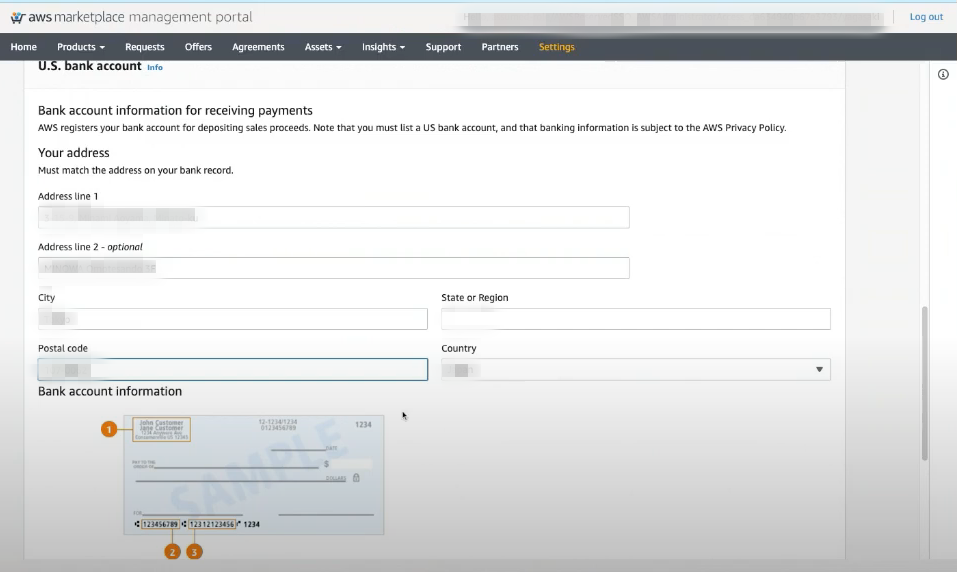 aws marketplace management portal
Log out
Home Products Requests Offers Agreements Assets Insights Support Partners Settings
U.S. bank account Info
Bank account information for receiving payments
AWS registers your bank account for depositing sales proceeds. Note that you must list a US bank account, and that banking information is subject to the AWS Privacy Policy.
Your address
Must match the address on your bank record.
Address line 1
Address line 2 - optional
City State or Region
Postal code Country
Bank account information
1 John Customer 12-1234/1234 1234
Jane Customer 0123456789
DATE
PAY TO THE
ORDER OF $
DOLLARS
SAMPLE
FOR
123456789 12312123456 1234
2 3